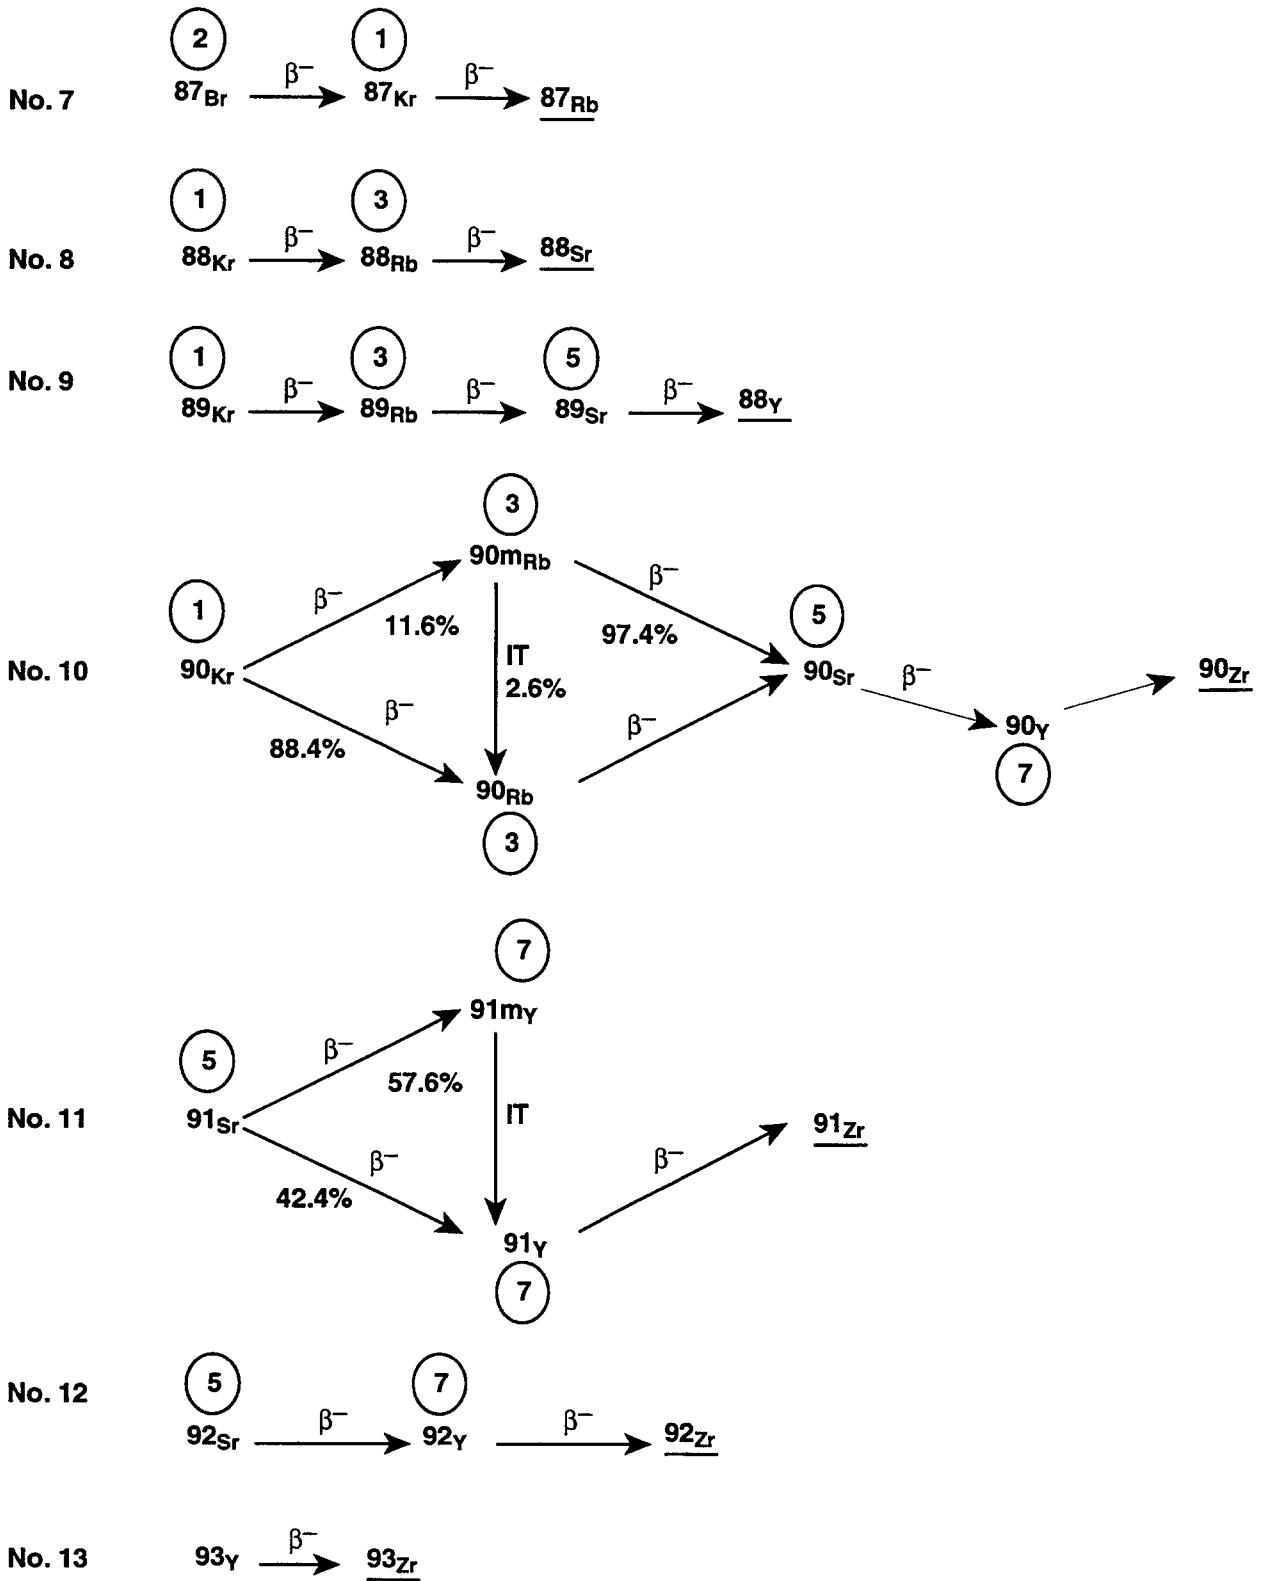 2 1
No. 7 87Br β− 87Kr β− 87Rb
1 3
No. 8 88Kr β− 88Rb β− 88Sr
1 3 5
No. 9 89Kr β− 89Rb β− 89Sr β− 88Y
3
90mRb
β− β−
1 11.6% 97.4% 5
No. 10 90Kr IT 90Sr β− 90Zr
2.6%
β− β− 90Y
88.4% 7
90Rb
3
7
91mY
5 β− 57.6%
No. 11 91Sr IT 91Zr
β− β−
42.4%
91Y
7
5 7
No. 12 92Sr β− 92Y β− 92Zr
No. 13 93Y β− 93Zr